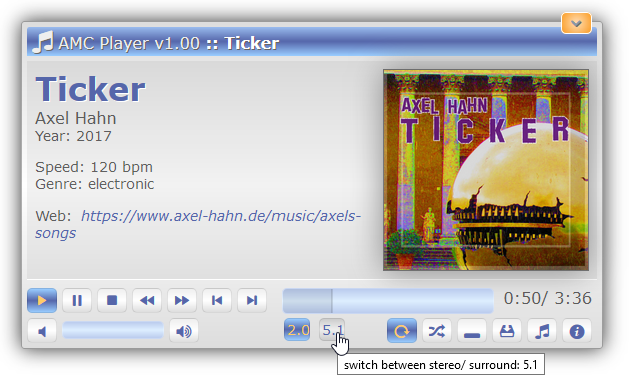 AMC Player v1.00 :: Ticker
Ticker
Axel Hahn
Year: 2017
Speed: 120 bpm
Genre: electronic
Web: https://www.axel-hahn.de/music/axels-
songs
AXEL HAHN
TICKER
0:50/ 3:36
2.0 5.1
switch between stereo/ surround: 5.1